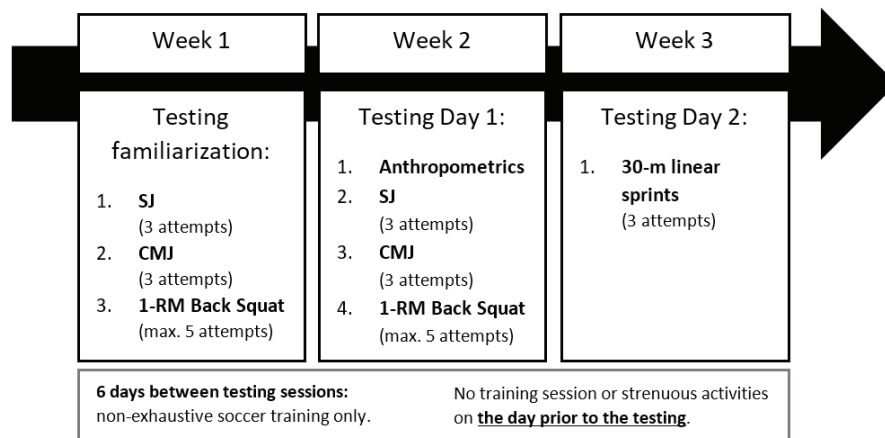 Week 1
Week 2
Week 3
Testing
familiarization:
1. SJ
(3 attempts)
2. CMJ
(3 attempts)
3. 1-RM Back Squat
(max. 5 attempts)
Testing Day 1:
1. Anthropometrics
2. SJ
(3 attempts)
3. CMJ
(3 attempts)
4. 1-RM Back Squat
(max. 5 attempts)
Testing Day 2:
1. 30-m linear
sprints
(3 attempts)
6 days between testing sessions:
non-exhaustive soccer training only.
No training session or strenuous activities
on the day prior to the testing.